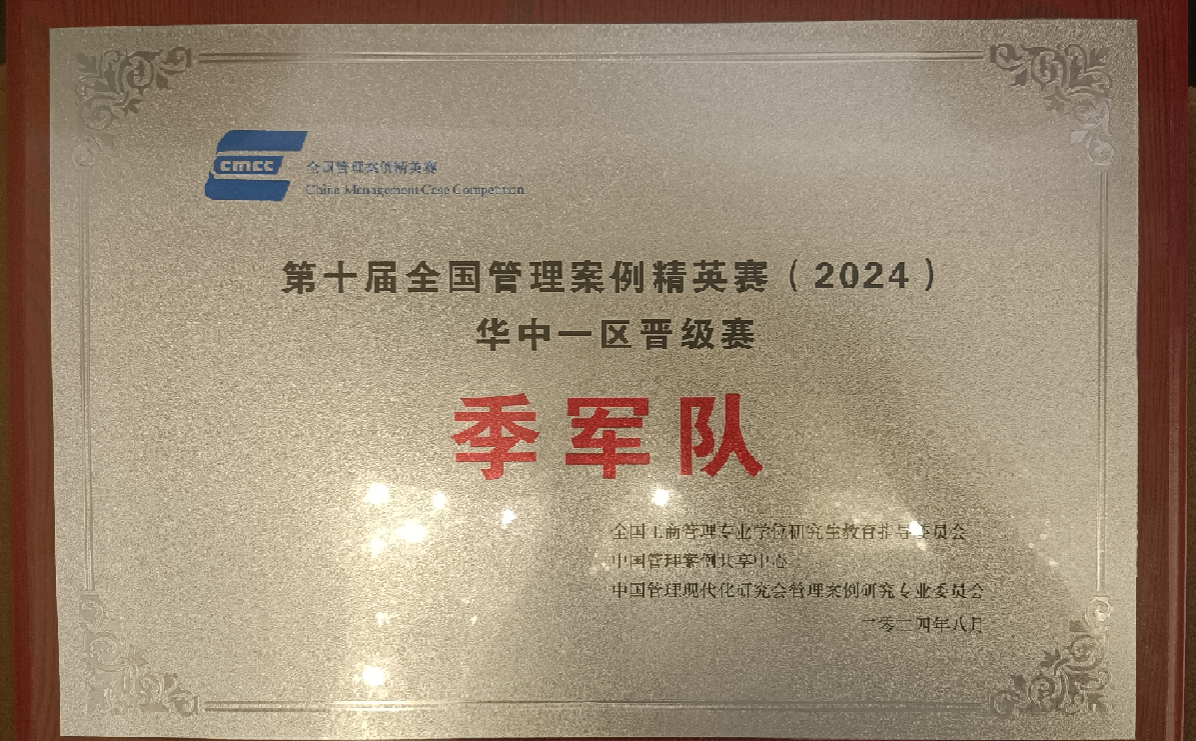 cmcc
全国管理案例精英赛
China Management Case Competition
第十届全国管理案例精英赛（2024）
华中一区晋级赛
季军队
全国工商管理专业学位研究生教育指导委员会
中国管理案例共享中心
中国管理现代化研究会管理案例研究专业委员会
二零二四年八月